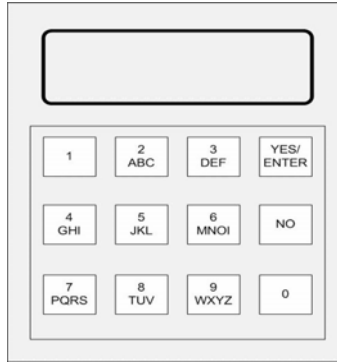 1
2
ABC
3
DEF
YES/
ENTER
4
GHI
5
JKL
6
MNOI
NO
7
PQRS
8
TUV
9
WXYZ
0